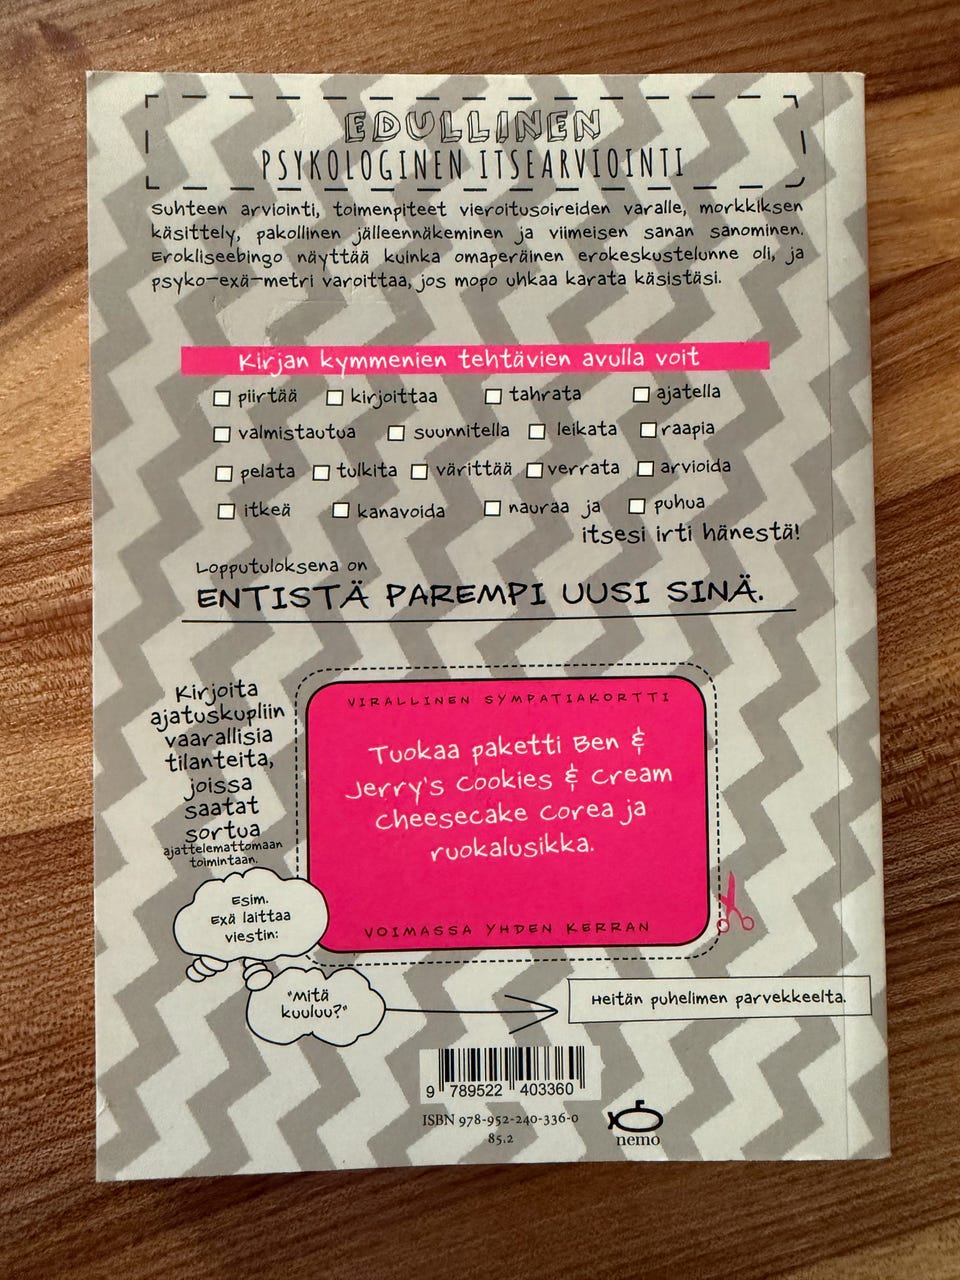 EDULLINEN
PSYKOLOGINEN ITSEARVIOINTI
Suhteen arviointi, toimenpiteet vieroitusoireiden varalle, morkkiksen
käsittely, pakollinen jälleennäkeminen ja viimeisen sanan sanominen.
Erokliseebingo näyttää kuinka omaperäinen erokeskustelunne oli, ja
psyko-exä-metri varoittaa, jos mopo uhkaa karata käsistäsi.
Kirjan kymmenien tehtävien avulla voit
piirtää kirjoittaa tahrata ajatella
valmistautua suunnitella leikata raapia
pelata tulkita värittää verrata arvioida
itkeä kanavoida nauraa ja puhua
itsesi irti hänestä!
Lopputuloksena on
ENTISTÄ PAREMPI UUSI SINÄ.
Kirjoita
ajatuskupliin
vaarallisia
tilanteita,
joissa
saatat
sortua
ajattelemattomaan
toimintaan.
VIRALLINEN SYMPATIAKORTTI
Tuokaa paketti Ben &
Jerry's Cookies & Cream
Cheesecake Corea ja
ruokalusikka.
VOIMASSA YHDEN KERRAN
Esim.
Exä laittaa
viestin:
"Mitä
kuuluu?"
Heitän puhelimen parvekkeelta.
9 789522 403360
ISBN 978-952-240-336-0
85.2
nemo